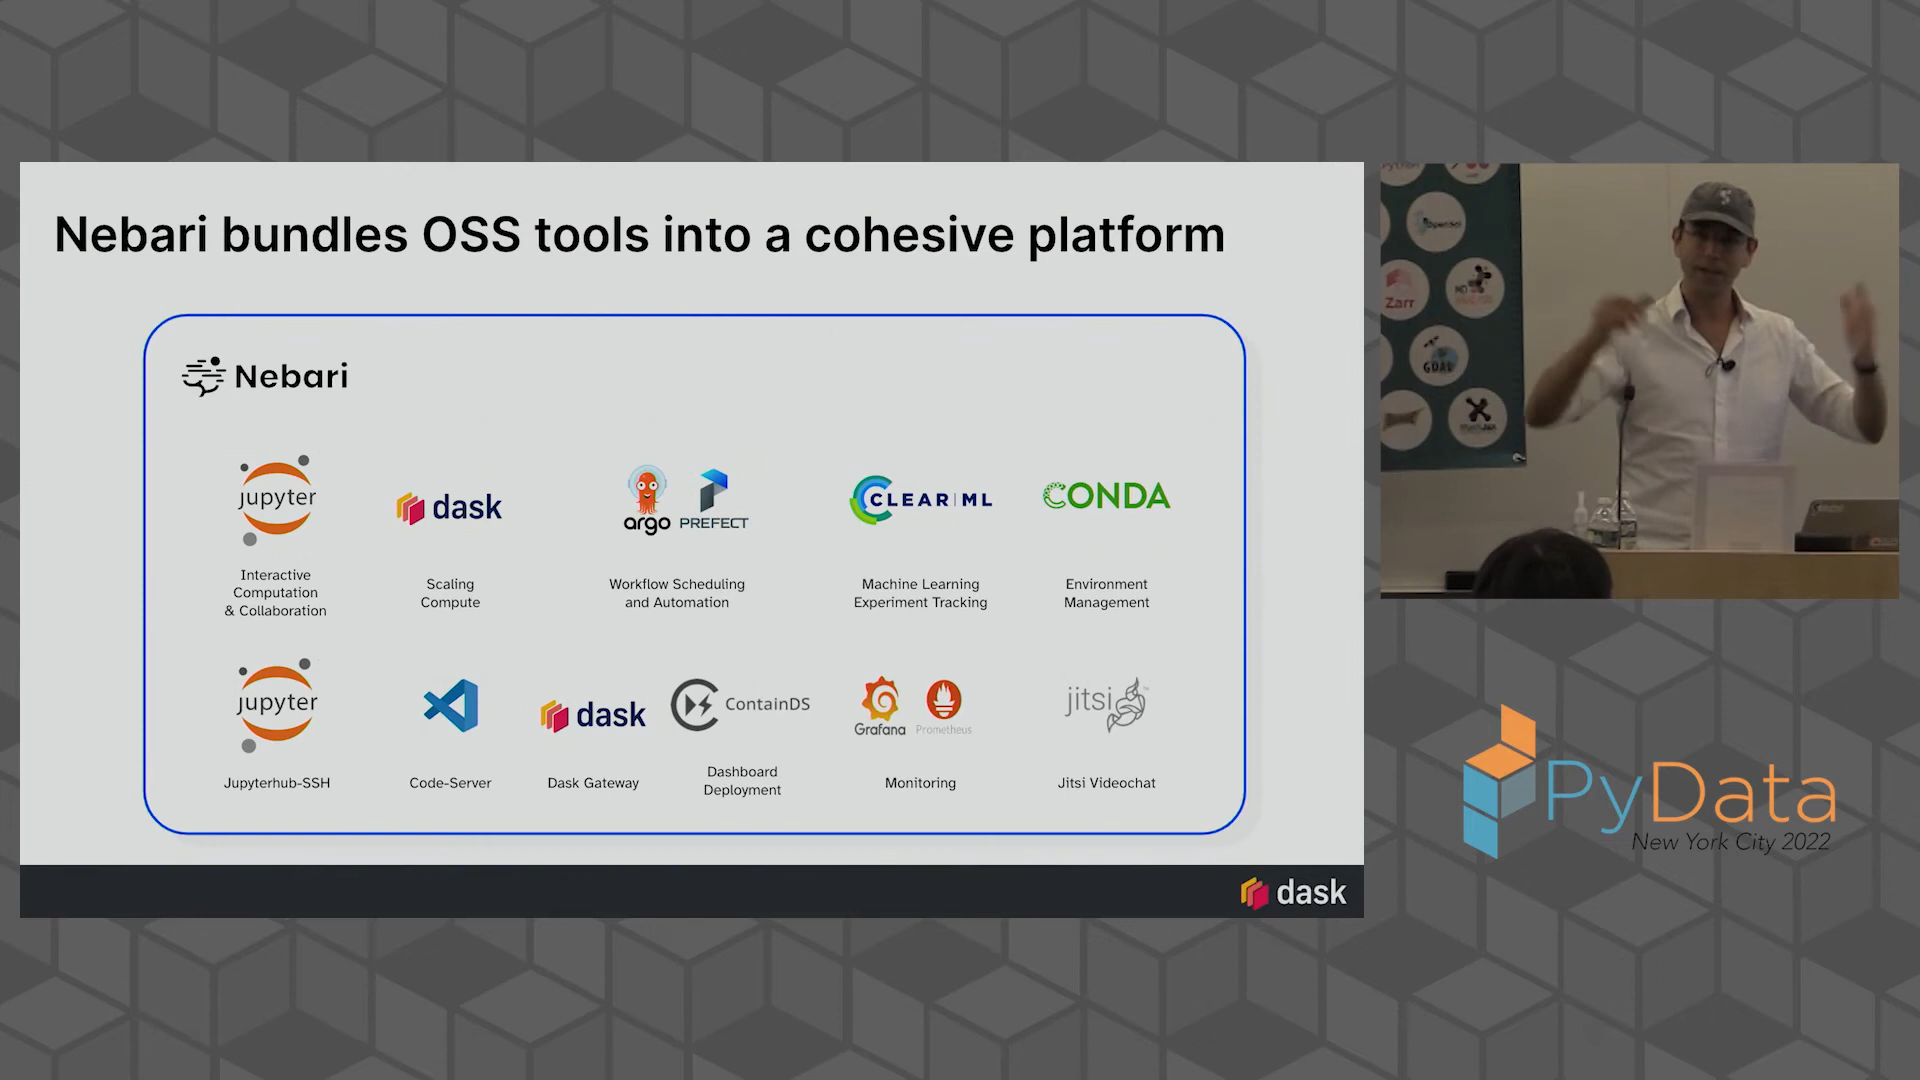 Nebari bundles OSS tools into a cohesive platform
Nebari
jupyter
dask
argo
PREFECT
CLEAR|ML
CONDA
Interactive
Computation
& Collaboration
Scaling
Compute
Workflow Scheduling
and Automation
Machine Learning
Experiment Tracking
Environment
Management
jupyter
dask
ContainDS
Grafana
Prometheus
jitsi
Jupyterhub-SSH
Code-Server
Dask Gateway
Dashboard
Deployment
Monitoring
Jitsi Videochat
dask
Zarr
GDAL
PyData
New York City 2022